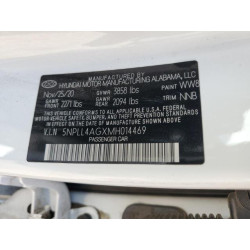 MANUFACTURED BY
HYUNDAI MOTOR MANUFACTURING ALABAMA, LLC
Nov/25/20 GVWR 3858 lbs PAINT WW8
GAWR FRONT 2271 lbs GAWR REAR 2094 lbs TRIM NNB
THIS VEHICLE CONFORMS TO ALL APPLICABLE U.S.
FEDERAL MOTOR VEHICLE SAFETY, BUMPER, AND THEFT
PREVENTION STANDARDS IN EFFECT ON THE DATE OF
MANUFACTURE SHOWN ABOVE.
V.I.N 5NPLL4AGXMH014469
PASSENGER CAR